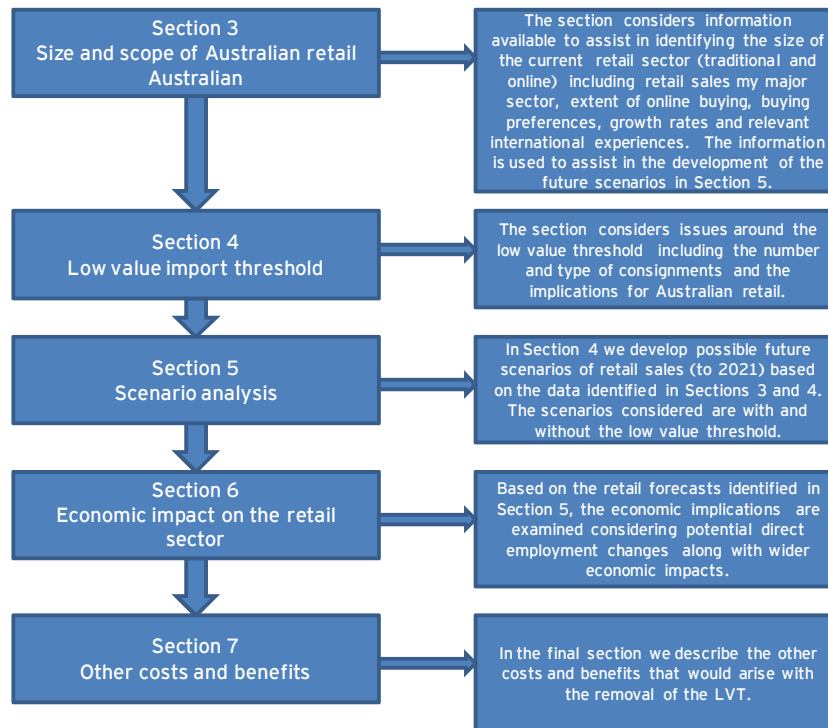 Section 3
Size and scope of Australian retail
Australian
The section considers information
available to assist in identifying the size of
the current retail sector (traditional and
online) including retail sales my major
sector, extent of online buying, buying
preferences, growth rates and relevant
international experiences. The information
is used to assist in the development of the
future scenarios in Section 5.
Section 4
Low value import threshold
The section considers issues around the
low value threshold including the number
and type of consignments and the
implications for Australian retail.
Section 5
Scenario analysis
In Section 4 we develop possible future
scenarios of retail sales (to 2021) based
on the data identified in Sections 3 and 4.
The scenarios considered are with and
without the low value threshold.
Section 6
Economic impact on the retail
sector
Based on the retail forecasts identified in
Section 5, the economic implications are
examined considering potential direct
employment changes along with wider
economic impacts.
Section 7
Other costs and benefits
In the final section we describe the other
costs and benefits that would arise with
the removal of the LVT.